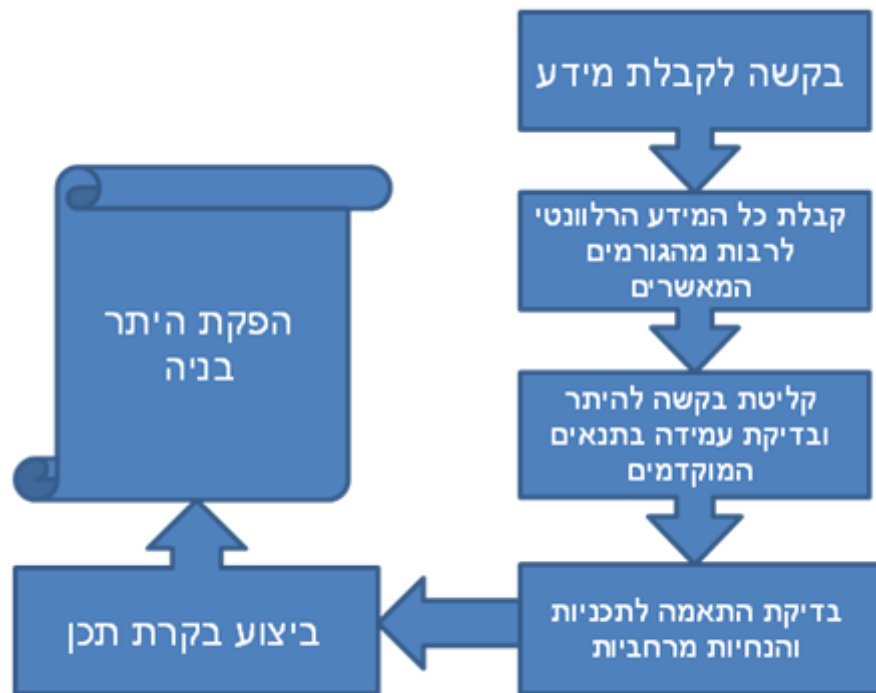 בקשה לקבלת מידע
קבלת כל המידע הרלוונטי
לרבות מהגורמים
המאשרים
קליטת בקשה להיתר
ובדיקת עמידה בתנאים
המוקדמים
בדיקת התאמה לתכניות
והנחיות מרחביות
ביצוע בקרת תכן
הפקת היתר
בניה